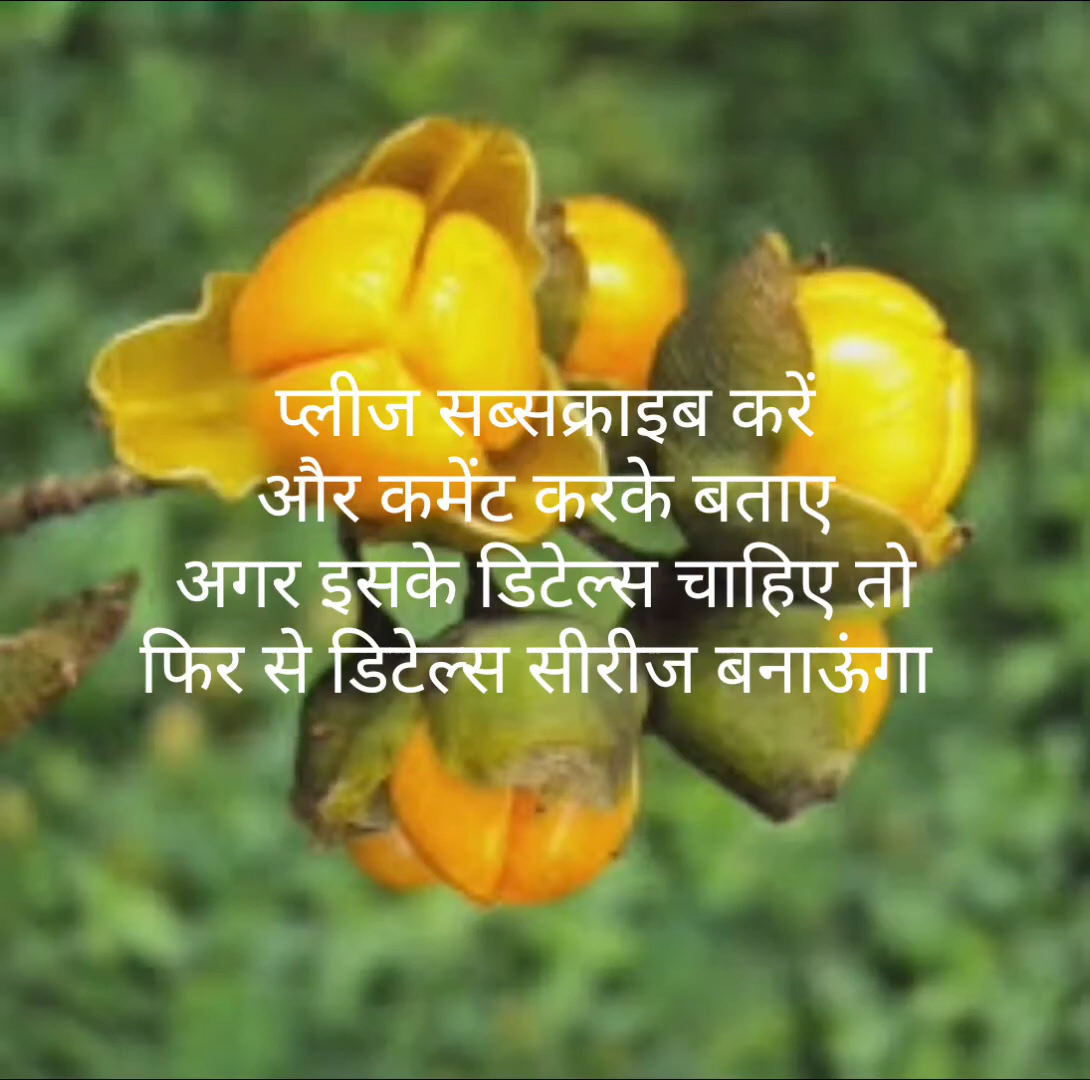 प्लीज सब्सक्राइब करें
और कमेंट करके बताए
अगर इसके डिटेल्स चाहिए तो
फिर से डिटेल्स सीरीज बनाऊंगा